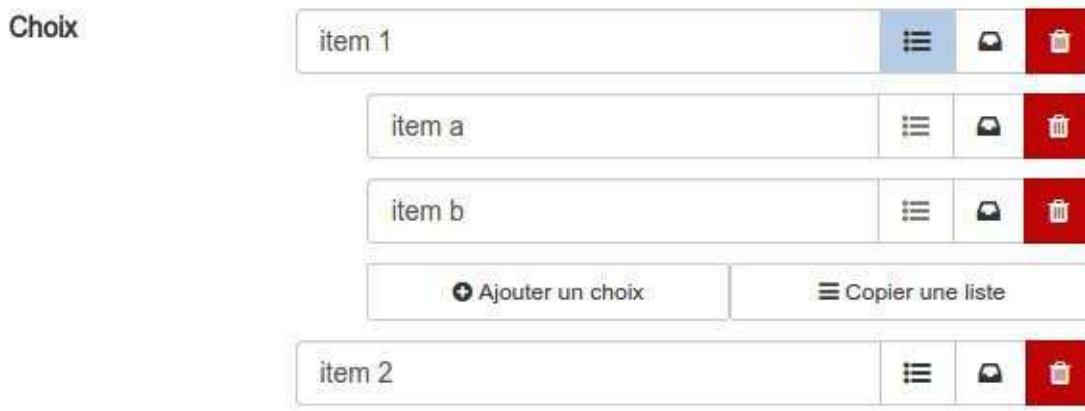 Choix
item 1
item a
item b
Ajouter un choix
Copier une liste
item 2